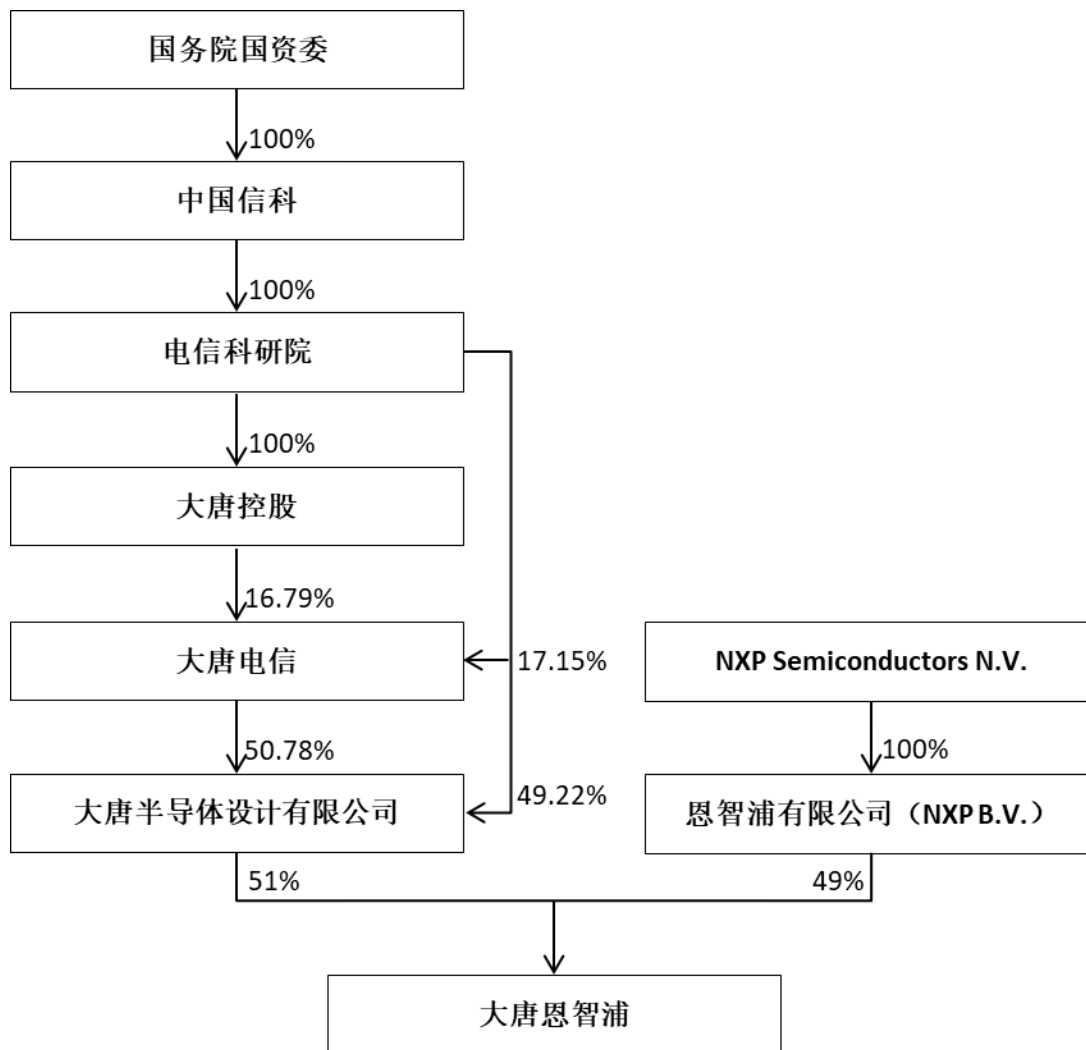 国务院国资委
100%
中国信科
100%
电信科研院
100%
大唐控股
16.79%
大唐电信
17.15%
NXP Semiconductors N.V.
50.78%
100%
大唐半导体设计有限公司
49.22%
恩智浦有限公司（NXP B.V.）
51%
49%
大唐恩智浦